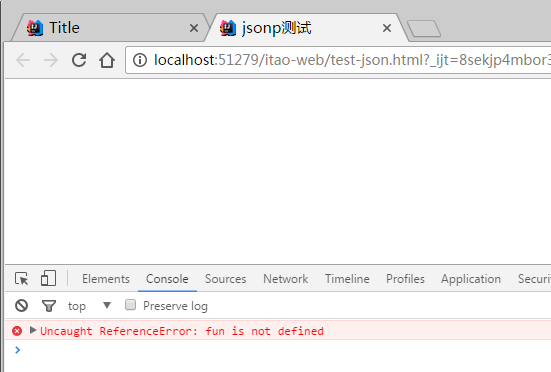 Title
jsonp测试
localhost:51279/itao-web/test-json.html?_ijt=8sekjp4mbor3
Elements Console Sources Network Timeline Profiles Application Securi
top Preserve log
Uncaught ReferenceError: fun is not defined